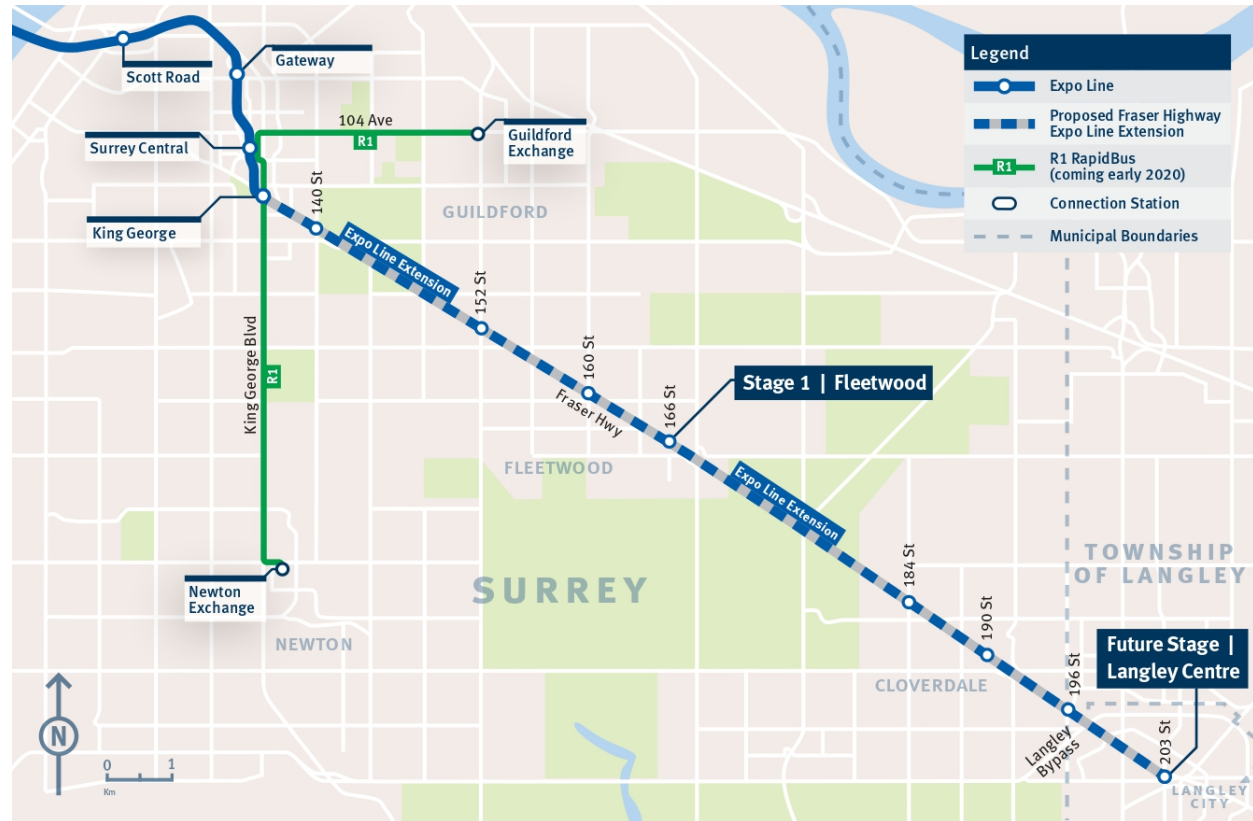 Scott Road
Gateway
Surrey Central
King George
104 Ave
R1
Guildford
Exchange
140 St
GUILDFORD
Expo Line Extension
152 St
160 St
Fraser Hwy
166 St
Stage 1 | Fleetwood
King George Blvd
R1
FLEETWOOD
Expo Line Extension
SURREY
Newton
Exchange
NEWTON
184 St
190 St
CLOVERDALE
196 St
Langley
Bypass
203 St
TOWNSHIP
OF LANGLEY
Future Stage |
Langley Centre
LANGLEY
CITY
N
0 1
Km
Legend
Expo Line
Proposed Fraser Highway
Expo Line Extension
R1 R1 RapidBus
(coming early 2020)
Connection Station
Municipal Boundaries